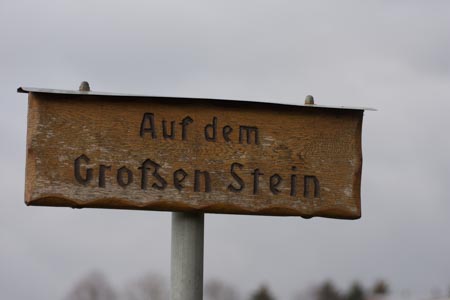 Auf dem
Großen Stein